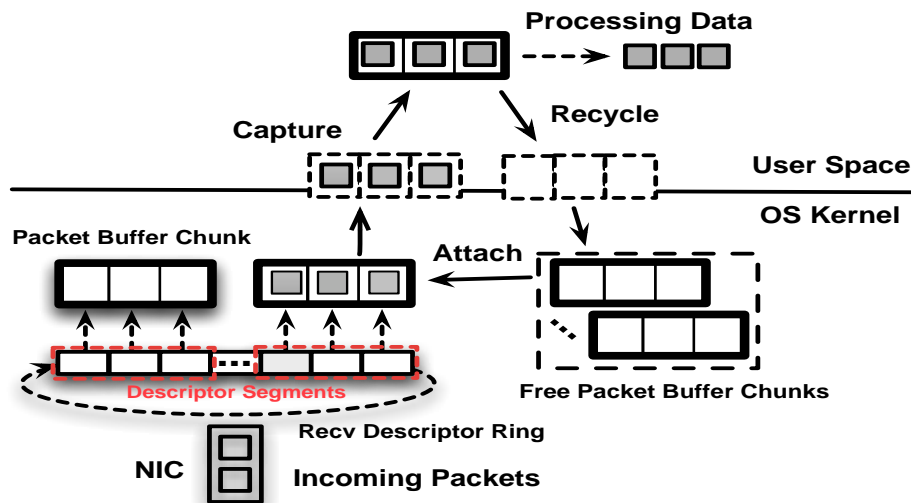 Processing Data
Capture
Recycle
User Space
OS Kernel
Packet Buffer Chunk
Attach
Descriptor Segments
Free Packet Buffer Chunks
Recv Descriptor Ring
NIC
Incoming Packets